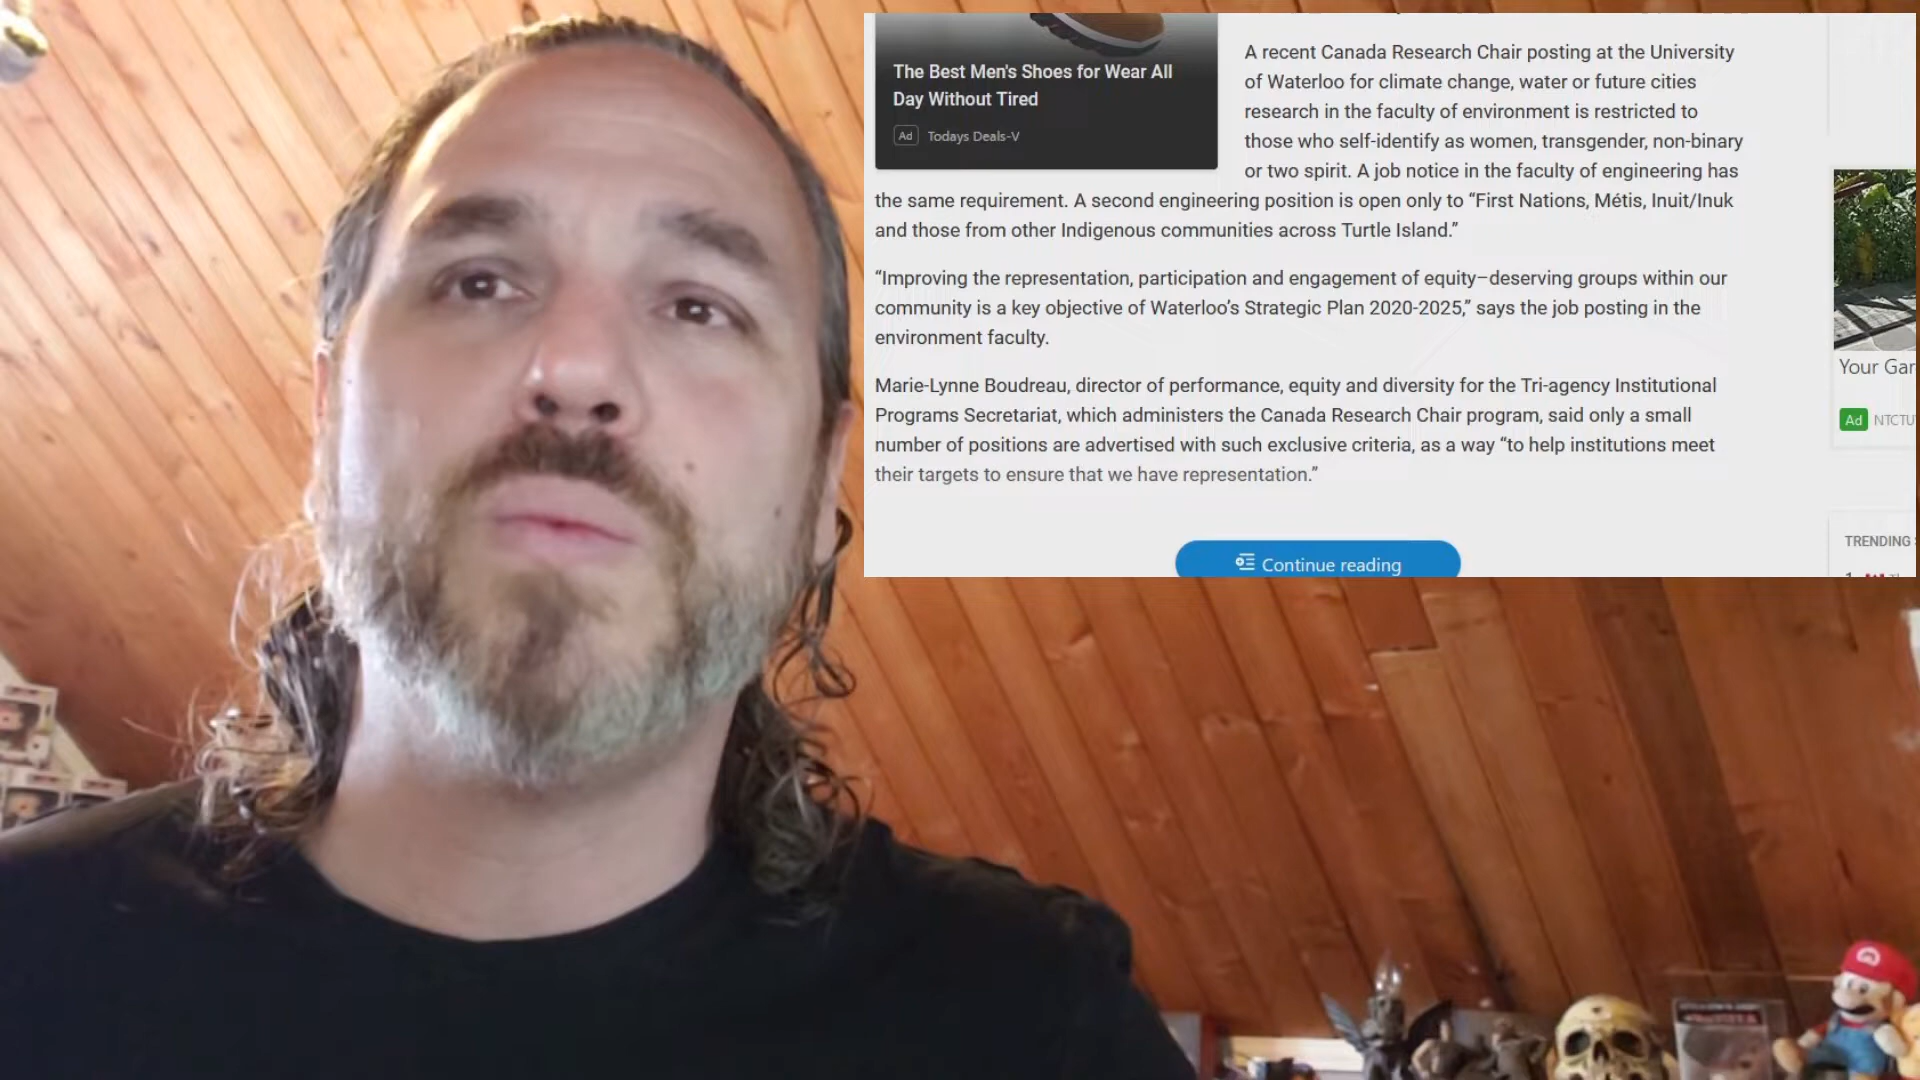 The Best Men's Shoes for Wear All
Day Without Tired
Ad Todays Deals-V
A recent Canada Research Chair posting at the University
of Waterloo for climate change, water or future cities
research in the faculty of environment is restricted to
those who self-identify as women, transgender, non-binary
or two spirit. A job notice in the faculty of engineering has
the same requirement. A second engineering position is open only to “First Nations, Métis, Inuit/Inuk
and those from other Indigenous communities across Turtle Island.”
“Improving the representation, participation and engagement of equity–deserving groups within our
community is a key objective of Waterloo’s Strategic Plan 2020-2025,” says the job posting in the
environment faculty.
Marie-Lynne Boudreau, director of performance, equity and diversity for the Tri-agency Institutional
Programs Secretariat, which administers the Canada Research Chair program, said only a small
number of positions are advertised with such exclusive criteria, as a way “to help institutions meet
their targets to ensure that we have representation.”
Continue reading
Your Gar
Ad NTCTU
TRENDING